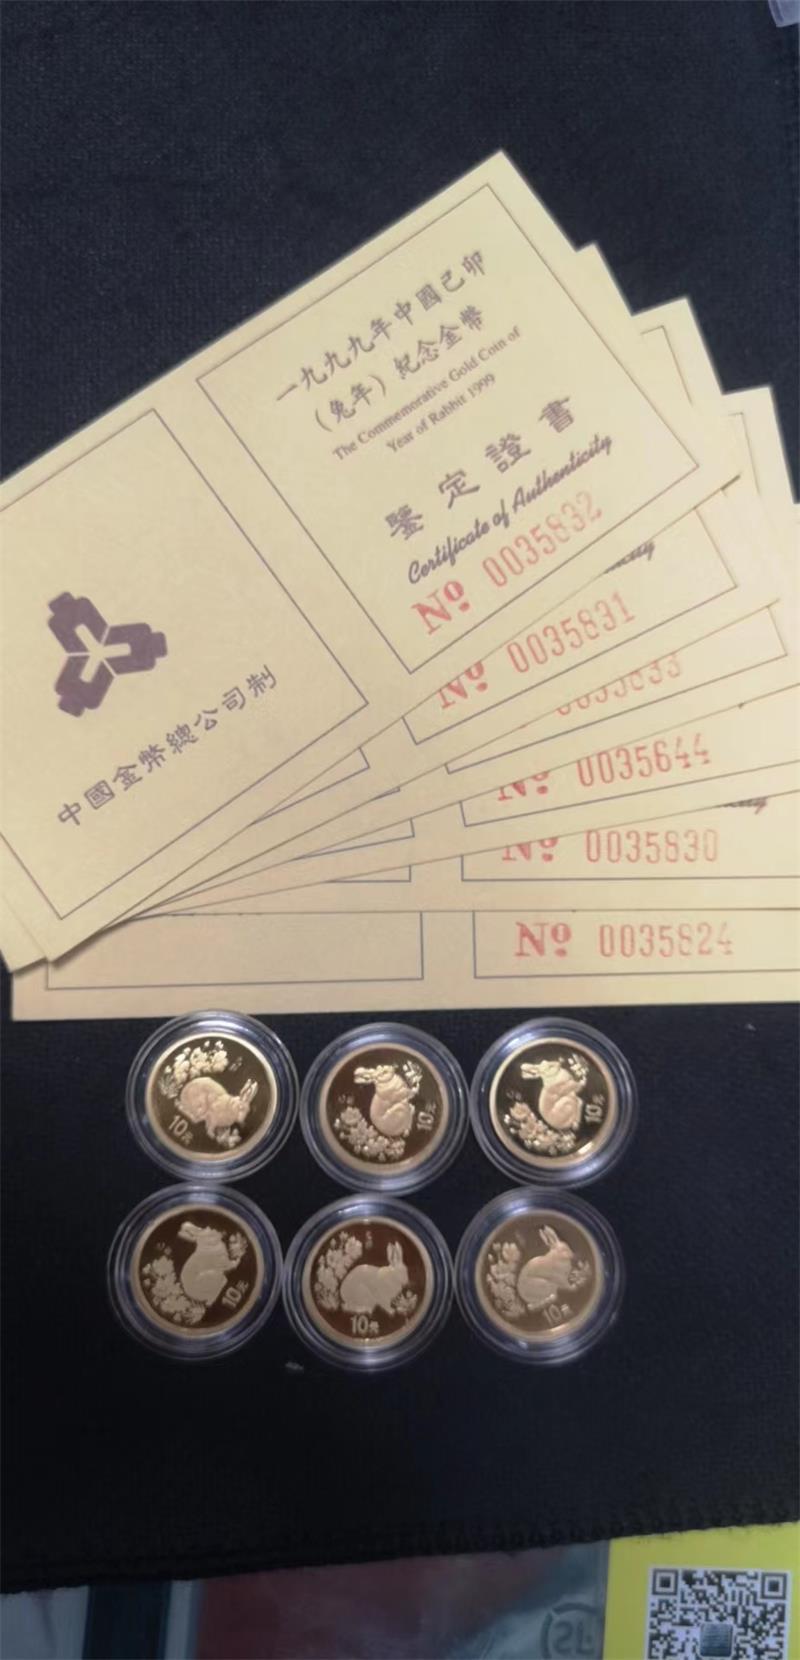 一九九九年中國己卯
（兔年）紀念金幣
The Commemorative Gold Coin of
Year of Rabbit 1999
鑒定證書
Certificate of Authenticity
№ 0035832
中國金幣總公司制
№ 0035831
0035833
№ 0035644
№ 0035830
№ 0035824
10元
10元
10元
10元
10元
10元